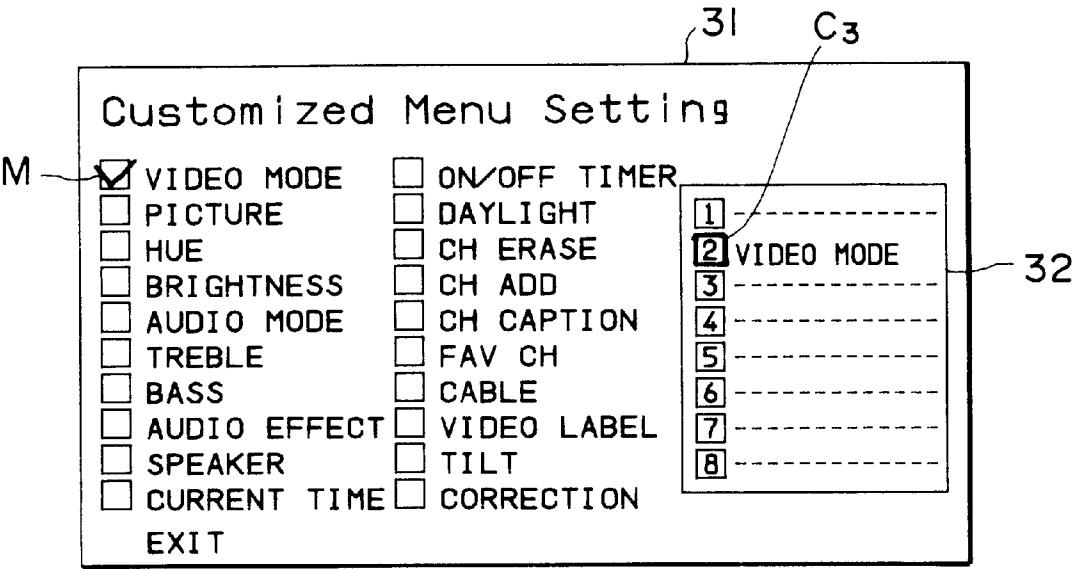 31
C3
Customized Menu Setting
M
VIDEO MODE
PICTURE
HUE
BRIGHTNESS
AUDIO MODE
TREBLE
BASS
AUDIO EFFECT
SPEAKER
CURRENT TIME
EXIT
ON/OFF TIMER
DAYLIGHT
CH ERASE
CH ADD
CH CAPTION
FAV CH
CABLE
VIDEO LABEL
TILT
CORRECTION
1 ---------------
2 VIDEO MODE
3 ---------------
4 ---------------
5 ---------------
6 ---------------
7 ---------------
8 ---------------
32